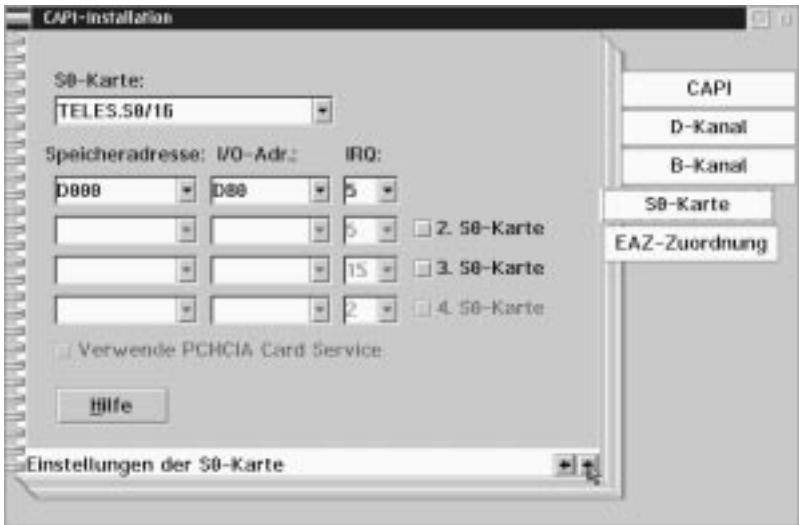 CAPI-Installation
S0-Karte:
TELES.S0/16
Speicheradresse: I/O-Adr.: IRQ:
D000 D80 5
5 2. S0-Karte
15 3. S0-Karte
2 4. S0-Karte
Verwende PCHCIA Card Service
Hilfe
Einstellungen der S0-Karte
CAPI
D-Kanal
B-Kanal
S0-Karte
EAZ-Zuordnung